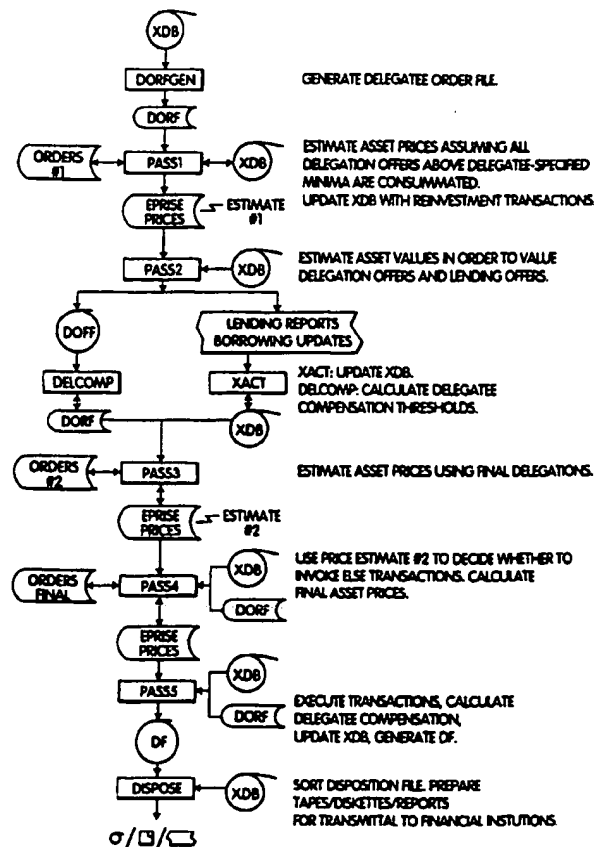 XDB
DORFGEN
GENERATE DELEGATEE ORDER FILE.
DORF
ORDERS
#1
PASS1
XDB
ESTIMATE ASSET PRICES ASSUMING ALL
DELEGATION OFFERS ABOVE DELEGATEE-SPECIFIED
MINIMA ARE CONSUMMATED.
UPDATE XDB WITH REINVESTMENT TRANSACTIONS.
EPRISE
PRICES
ESTIMATE
#1
PASS2
XDB
ESTIMATE ASSET VALUES IN ORDER TO VALUE
DELEGATION OFFERS AND LENDING OFFERS.
DOFF
LENDING REPORTS
BORROWING UPDATES
DELCOMP
XACT
XACT: UPDATE XDB.
DELCOMP: CALCULATE DELEGATEE
COMPENSATION THRESHOLDS.
DORF
XDB
ORDERS
#2
PASS3
ESTIMATE ASSET PRICES USING FINAL DELEGATIONS.
EPRISE
PRICES
ESTIMATE
#2
ORDERS
FINAL
PASS4
XDB
DORF
USE PRICE ESTIMATE #2 TO DECIDE WHETHER TO
INVOKE ELSE TRANSACTIONS. CALCULATE
FINAL ASSET PRICES.
EPRISE
PRICES
PASS5
XDB
DORF
EXECUTE TRANSACTIONS, CALCULATE
DELEGATEE COMPENSATION,
UPDATE XDB, GENERATE DF.
DF
DISPOSE
XDB
SORT DISPOSITION FILE. PREPARE
TAPES/DISKETTES/REPORTS
FOR TRANSMITTAL TO FINANCIAL INSTUTIONS.